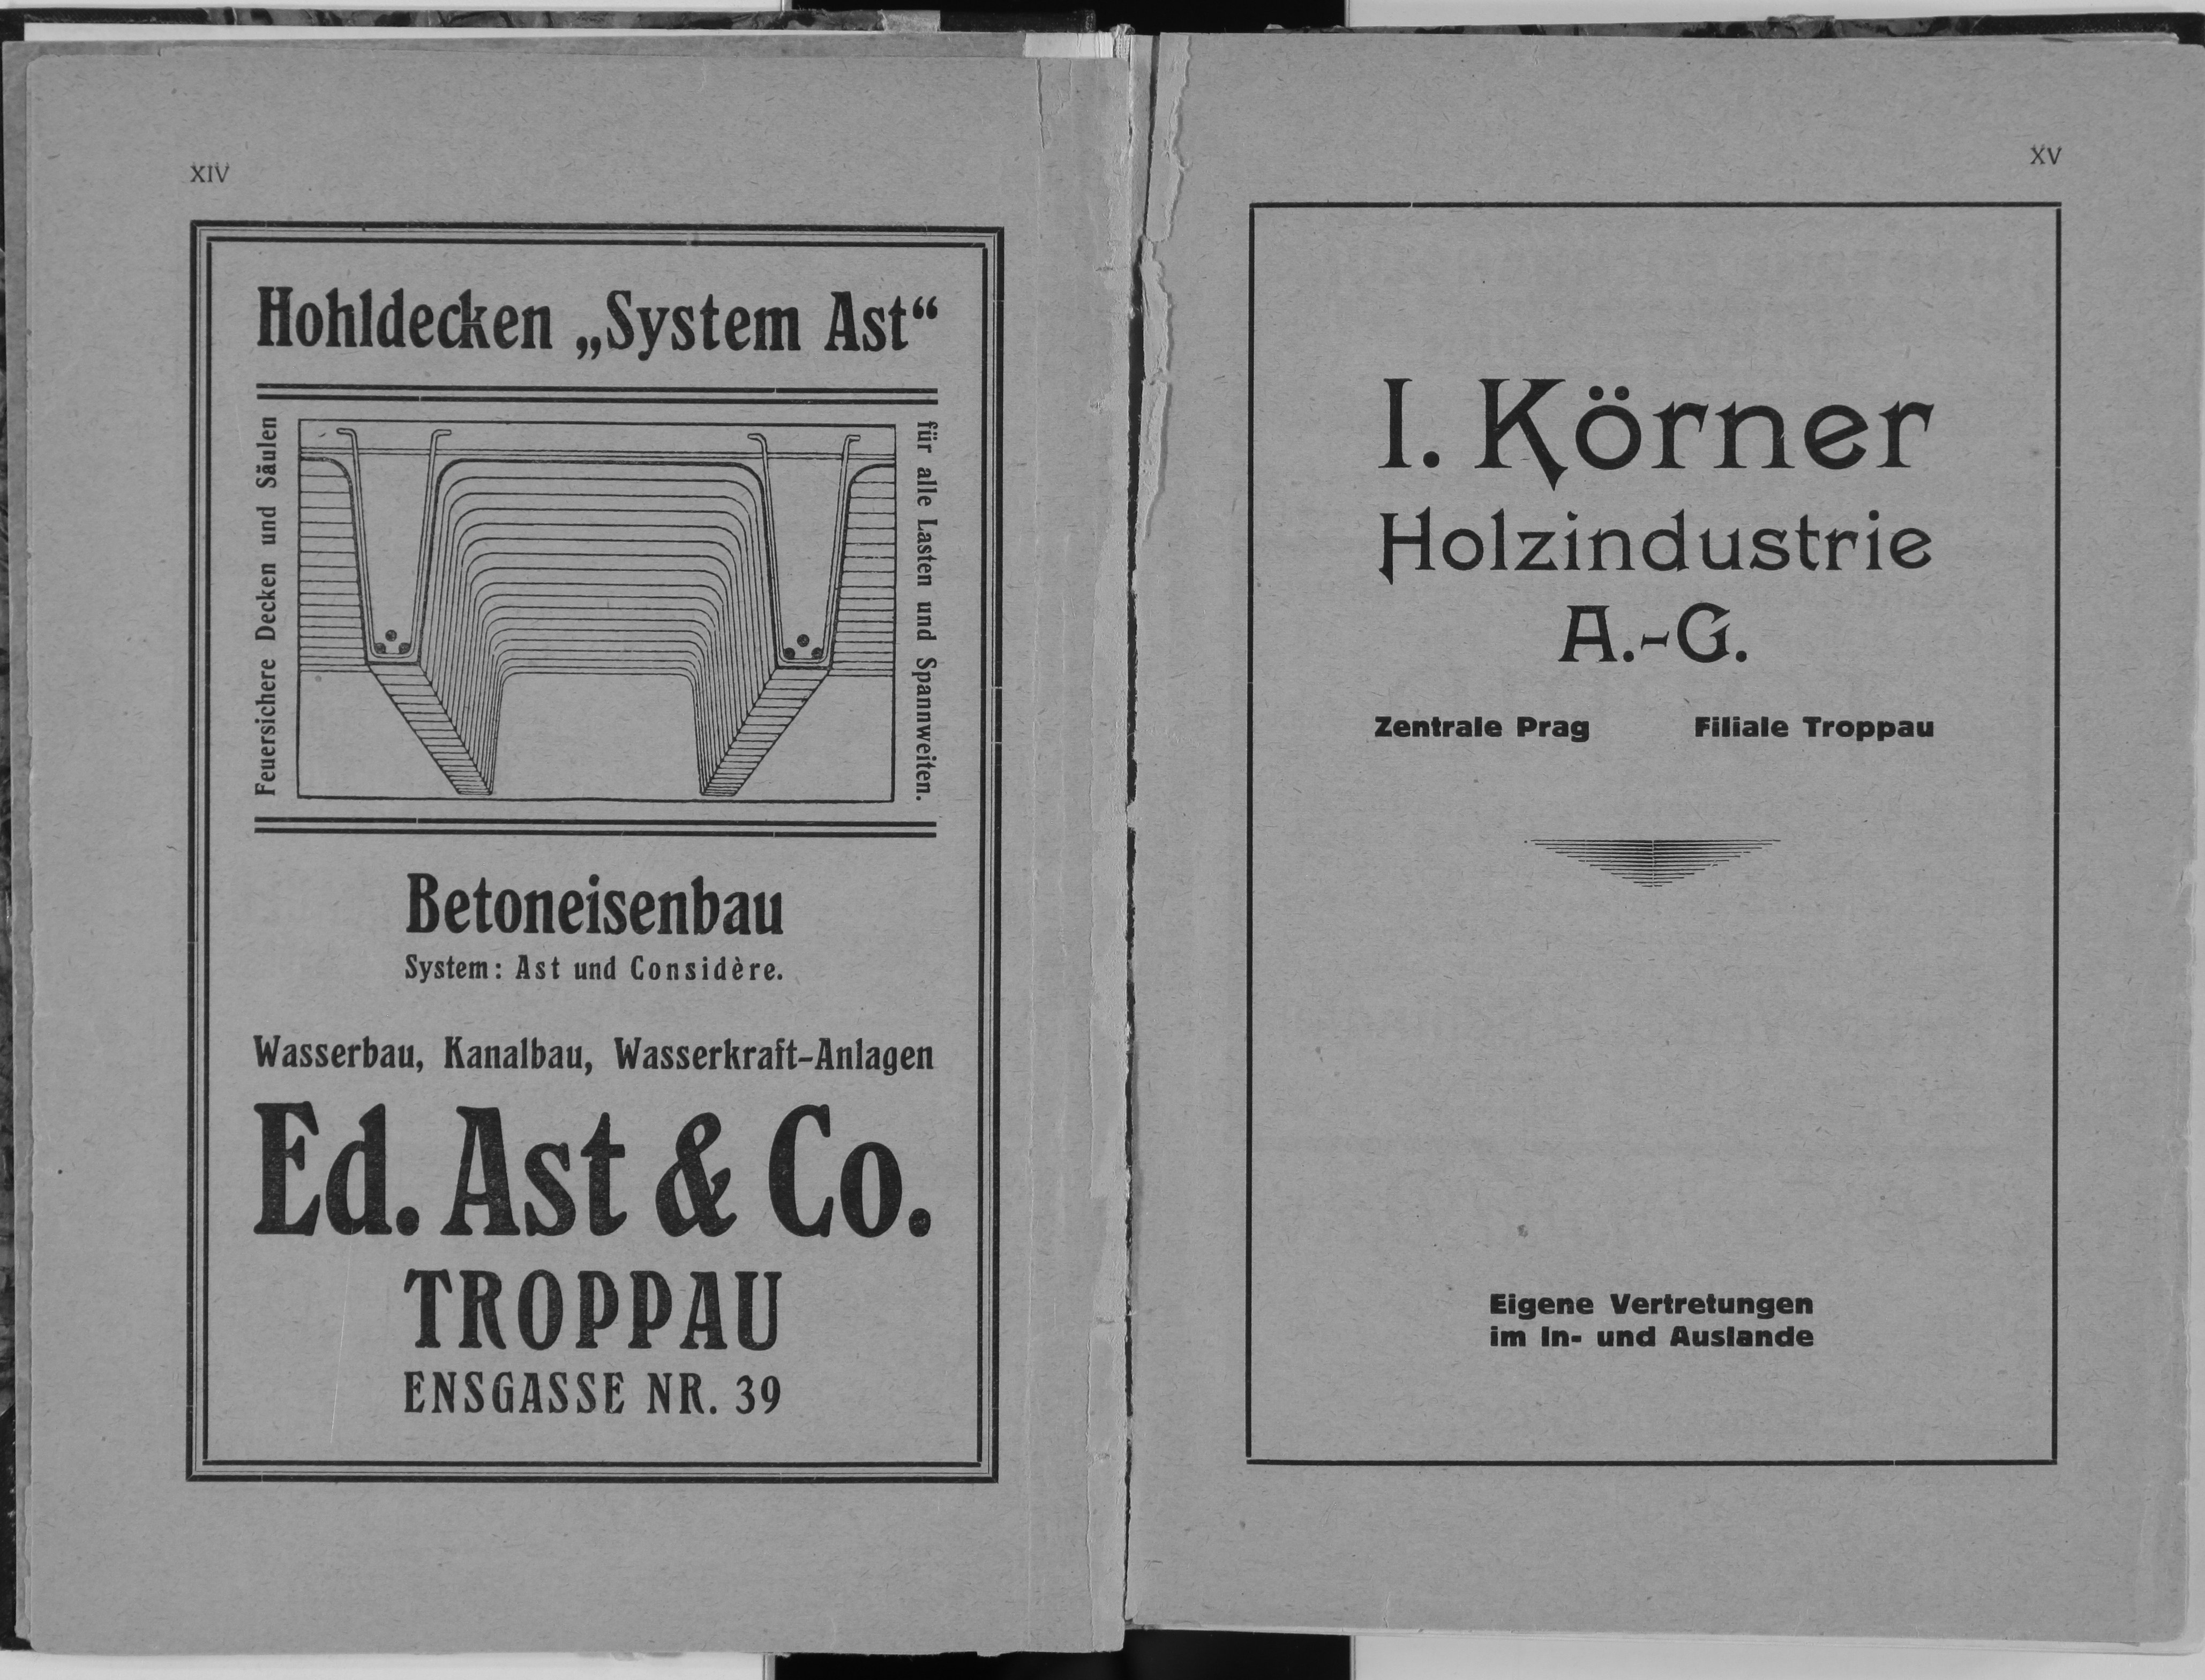 XIV
Hohldecken „System Ast“
Feuersichere Decken und Säulen
für alle Lasten und Spannweiten.
Betoneisenbau
System: Ast und Considère.
Wasserbau, Kanalbau, Wasserkraft-Anlagen
Ed. Ast & Co.
TROPPAU
ENSGASSE NR. 39
XV
I. Körner
Holzindustrie
A.-G.
Zentrale Prag Filiale Troppau
Eigene Vertretungen
im In- und Auslande